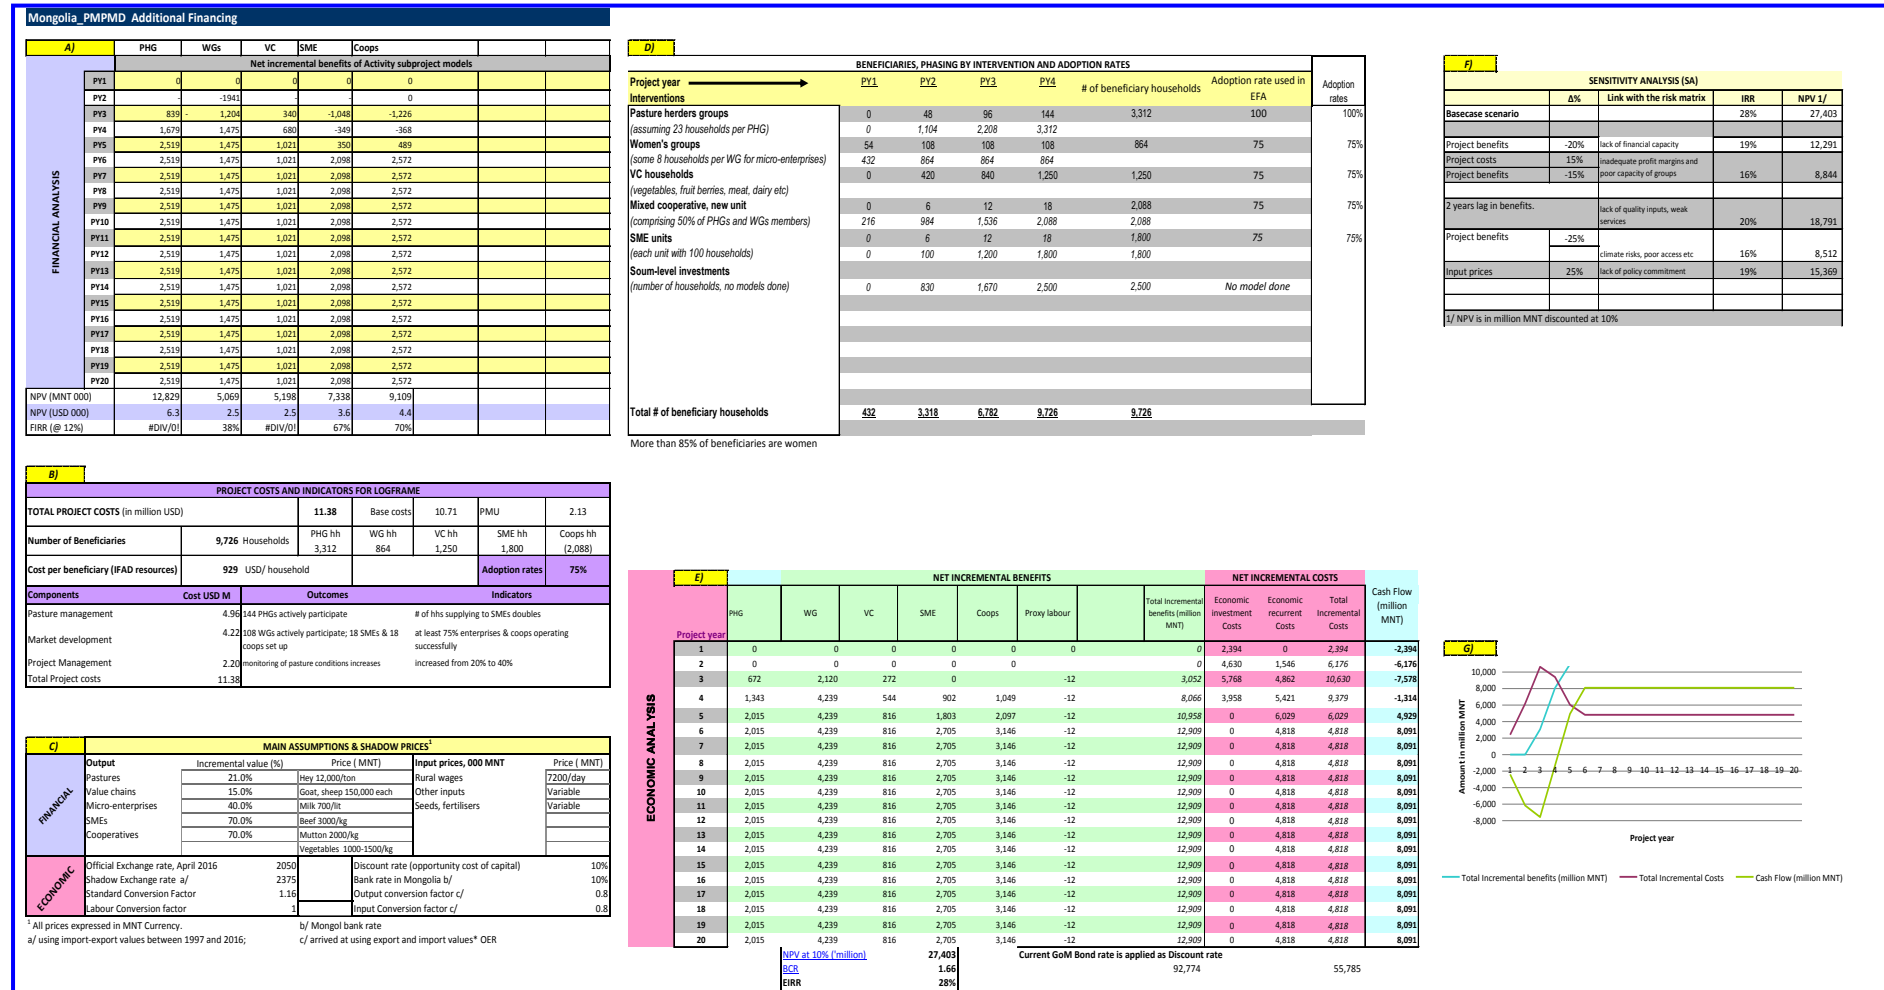 Mongolia_PMPMD Additional Financing
A) PHG WGs VC SME Coops
Net incremental benefits of Activity subproject models
FINANCIAL ANALYSIS
PY1 0 0 0 0 0
PY2 - -1941 - - 0
PY3 839 - 1,204 340 -1,048 -1,226
PY4 1,679 1,475 680 -349 -368
PY5 2,519 1,475 1,021 350 489
PY6 2,519 1,475 1,021 2,098 2,572
PY7 2,519 1,475 1,021 2,098 2,572
PY8 2,519 1,475 1,021 2,098 2,572
PY9 2,519 1,475 1,021 2,098 2,572
PY10 2,519 1,475 1,021 2,098 2,572
PY11 2,519 1,475 1,021 2,098 2,572
PY12 2,519 1,475 1,021 2,098 2,572
PY13 2,519 1,475 1,021 2,098 2,572
PY14 2,519 1,475 1,021 2,098 2,572
PY15 2,519 1,475 1,021 2,098 2,572
PY16 2,519 1,475 1,021 2,098 2,572
PY17 2,519 1,475 1,021 2,098 2,572
PY18 2,519 1,475 1,021 2,098 2,572
PY19 2,519 1,475 1,021 2,098 2,572
PY20 2,519 1,475 1,021 2,098 2,572
NPV (MNT 000) 12,829 5,069 5,198 7,338 9,109
NPV (USD 000) 6.3 2.5 2.5 3.6 4.4
FIRR (@ 12%) #DIV/0! 38% #DIV/0! 67% 70%
B)
PROJECT COSTS AND INDICATORS FOR LOGFRAME
TOTAL PROJECT COSTS (in million USD) 11.38 Base costs 10.71 PMU 2.13
Number of Beneficiaries 9,726 Households
PHG hh WG hh VC hh SME hh Coops hh
3,312 864 1,250 1,800 (2,088)
Cost per beneficiary (IFAD resources) 929 USD/ household Adoption rates 75%
Components Cost USD M Outcomes Indicators
Pasture management 4.96 144 PHGs actively participate # of hhs supplying to SMEs doubles
Market development 4.22 108 WGs actively participate; 18 SMEs & 18 coops set up at least 75% enterprises & coops operating successfully
Project Management 2.20 monitoring of pasture conditions increases increased from 20% to 40%
Total Project costs 11.38
C) MAIN ASSUMPTIONS & SHADOW PRICES1
FINANCIAL
Output Incremental value (%) Price ( MNT) Input prices, 000 MNT Price ( MNT)
Pastures 21.0% Hey 12,000/ton Rural wages 7200/day
Value chains 15.0% Goat, sheep 150,000 each Other inputs Variable
Micro-enterprises 40.0% Milk 700/lit Seeds, fertilisers Variable
SMEs 70.0% Beef 3000/kg
Cooperatives 70.0% Mutton 2000/kg
Vegetables 1000-1500/kg
ECONOMIC
Official Exchange rate, April 2016 2050 Discount rate (opportunity cost of capital) 10%
Shadow Exchange rate a/ 2375 Bank rate in Mongolia b/ 10%
Standard Conversion Factor 1.16 Output conversion factor c/ 0.8
Labour Conversion factor 1 Input Conversion factor c/ 0.8
1 All prices expressed in MNT Currency. b/ Mongol bank rate
a/ using import-export values between 1997 and 2016; c/ arrived at using export and import values* OER
D)
BENEFICIARIES, PHASING BY INTERVENTION AND ADOPTION RATES
Project year PY1 PY2 PY3 PY4 # of beneficiary households Adoption rate used in EFA Adoption rates
Interventions
Pasture herders groups 0 48 96 144 3,312 100 100%
(assuming 23 households per PHG) 0 1,104 2,208 3,312
Women's groups 54 108 108 108 864 75 75%
(some 8 households per WG for micro-enterprises) 432 864 864 864
VC households 0 420 840 1,250 1,250 75 75%
(vegetables, fruit berries, meat, dairy etc)
Mixed cooperative, new unit 0 6 12 18 2,088 75 75%
(comprising 50% of PHGs and WGs members) 216 984 1,536 2,088 2,088
SME units 0 6 12 18 1,800 75 75%
(each unit with 100 households) 0 100 1,200 1,800 1,800
Soum-level investments
(number of households, no models done) 0 830 1,670 2,500 2,500 No model done
Total # of beneficiary households 432 3,318 6,782 9,726 9,726
More than 85% of beneficiaries are women
E) NET INCREMENTAL BENEFITS NET INCREMENTAL COSTS Cash Flow (million MNT)
ECONOMIC ANALYSIS
Project year PHG WG VC SME Coops Proxy labour Total Incremental benefits (million MNT) Economic investment Costs Economic recurrent Costs Total Incremental Costs
1 0 0 0 0 0 0 0 2,394 0 2,394 -2,394
2 0 0 0 0 0 0 4,630 1,546 6,176 -6,176
3 672 2,120 272 0 -12 3,052 5,768 4,862 10,630 -7,578
4 1,343 4,239 544 902 1,049 -12 8,066 3,958 5,421 9,379 -1,314
5 2,015 4,239 816 1,803 2,097 -12 10,958 0 6,029 6,029 4,929
6 2,015 4,239 816 2,705 3,146 -12 12,909 0 4,818 4,818 8,091
7 2,015 4,239 816 2,705 3,146 -12 12,909 0 4,818 4,818 8,091
8 2,015 4,239 816 2,705 3,146 -12 12,909 0 4,818 4,818 8,091
9 2,015 4,239 816 2,705 3,146 -12 12,909 0 4,818 4,818 8,091
10 2,015 4,239 816 2,705 3,146 -12 12,909 0 4,818 4,818 8,091
11 2,015 4,239 816 2,705 3,146 -12 12,909 0 4,818 4,818 8,091
12 2,015 4,239 816 2,705 3,146 -12 12,909 0 4,818 4,818 8,091
13 2,015 4,239 816 2,705 3,146 -12 12,909 0 4,818 4,818 8,091
14 2,015 4,239 816 2,705 3,146 -12 12,909 0 4,818 4,818 8,091
15 2,015 4,239 816 2,705 3,146 -12 12,909 0 4,818 4,818 8,091
16 2,015 4,239 816 2,705 3,146 -12 12,909 0 4,818 4,818 8,091
17 2,015 4,239 816 2,705 3,146 -12 12,909 0 4,818 4,818 8,091
18 2,015 4,239 816 2,705 3,146 -12 12,909 0 4,818 4,818 8,091
19 2,015 4,239 816 2,705 3,146 -12 12,909 0 4,818 4,818 8,091
20 2,015 4,239 816 2,705 3,146 -12 12,909 0 4,818 4,818 8,091
NPV at 10% ('million) 27,403 Current GoM Bond rate is applied as Discount rate
BCR 1.66 92,774 55,785
EIRR 28%
F)
SENSITIVITY ANALYSIS (SA)
Δ% Link with the risk matrix IRR NPV 1/
Basecase scenario 28% 27,403
Project benefits -20% lack of financial capacity 19% 12,291
Project costs 15% inadequate profit margins and
Project benefits -15% poor capacity of groups 16% 8,844
2 years lag in benefits. lack of quality inputs, weak services 20% 18,791
Project benefits -25% climate risks, poor access etc 16% 8,512
Input prices 25% lack of policy commitment 19% 15,369
1/ NPV is in million MNT discounted at 10%
G)
Amount in million MNT
10,000
8,000
6,000
4,000
2,000
0
-2,000
-4,000
-6,000
-8,000
1 2 3 4 5 6 7 8 9 10 11 12 13 14 15 16 17 18 19 20
Project year
Total Incremental benefits (million MNT) Total Incremental Costs Cash Flow (million MNT)